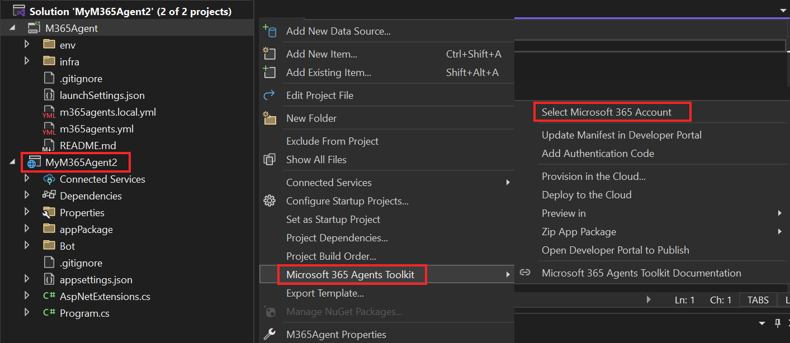 Solution 'MyM365Agent2' (2 of 2 projects)
M365Agent
env
infra
.gitignore
launchSettings.json
m365agents.local.yml
m365agents.yml
README.md
MyM365Agent2
Connected Services
Dependencies
Properties
appPackage
Bot
.gitignore
appsettings.json
AspNetExtensions.cs
Program.cs
Add New Data Source...
Add New Item... Ctrl+Shift+A
Add Existing Item... Shift+Alt+A
Edit Project File
New Folder
Exclude From Project
Show All Files
Connected Services
Configure Startup Projects...
Set as Startup Project
Project Dependencies...
Project Build Order...
Microsoft 365 Agents Toolkit
Export Template...
Manage NuGet Packages...
M365Agent Properties
Select Microsoft 365 Account
Update Manifest in Developer Portal
Add Authentication Code
Provision in the Cloud...
Deploy to the Cloud
Preview in
Zip App Package
Open Developer Portal to Publish
Microsoft 365 Agents Toolkit Documentation
Ln: 1 Ch: 1 TABS